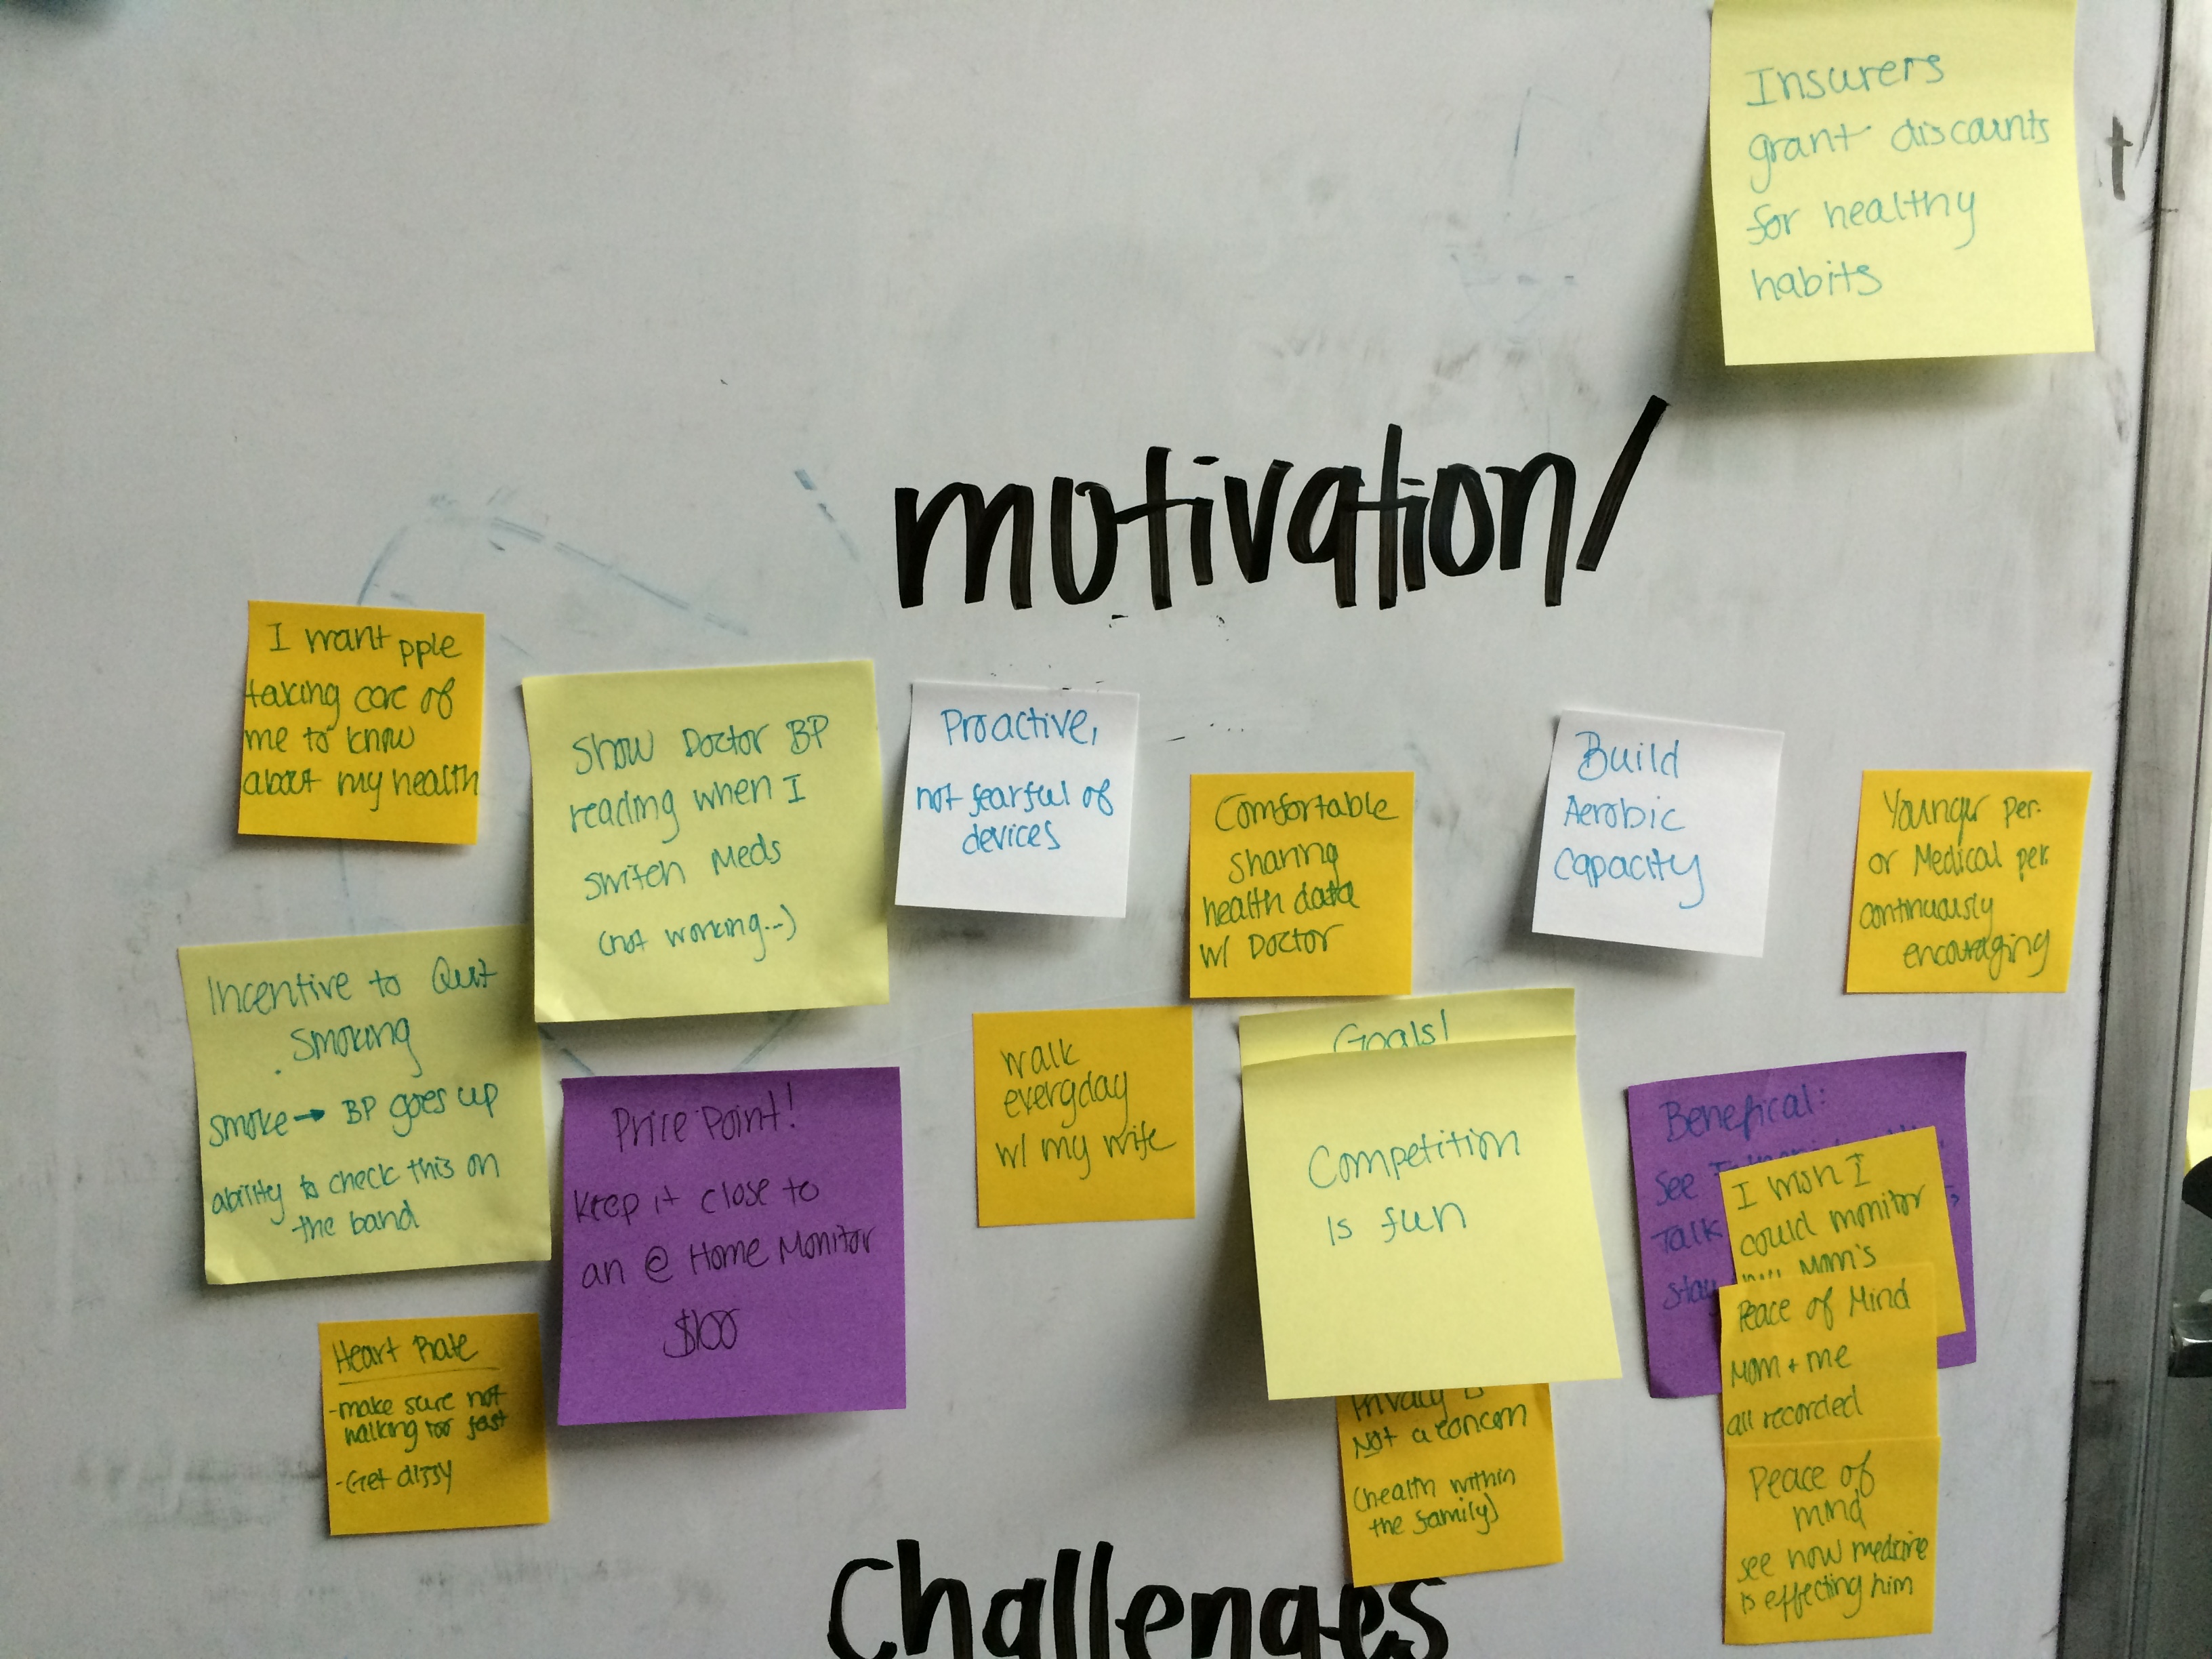 Insurers
grant discounts
for healthy
habits
t
motivation/
I want pple
taking care of
me to know
about my health
Show Doctor BP
reading when I
switch Meds
(not working...)
Proactive,
not fearful of
devices
Comfortable
sharing
health data
w/ Doctor
Build
Aerobic
Capacity
Younger per.
or Medical per.
continuously
encouraging
Incentive to Quit
Smoking
Smoke → BP goes up
ability to check this on
the band
Price Point!
Keep it close to
an @ Home Monitor
$100
walk
everyday
w/ my wife
Goals!
Competition
is fun
Benefical:
See
Talk
stay
I wish I
could monitor
my Mom's
Peace of Mind
Mom + me
all recorded
Peace of
mind
see how medicine
is effecting him
Heart Rate
-make sure not
walking too fast
-Get dizzy
Privacy is
Not a concern
(health within
the family)
Challenges